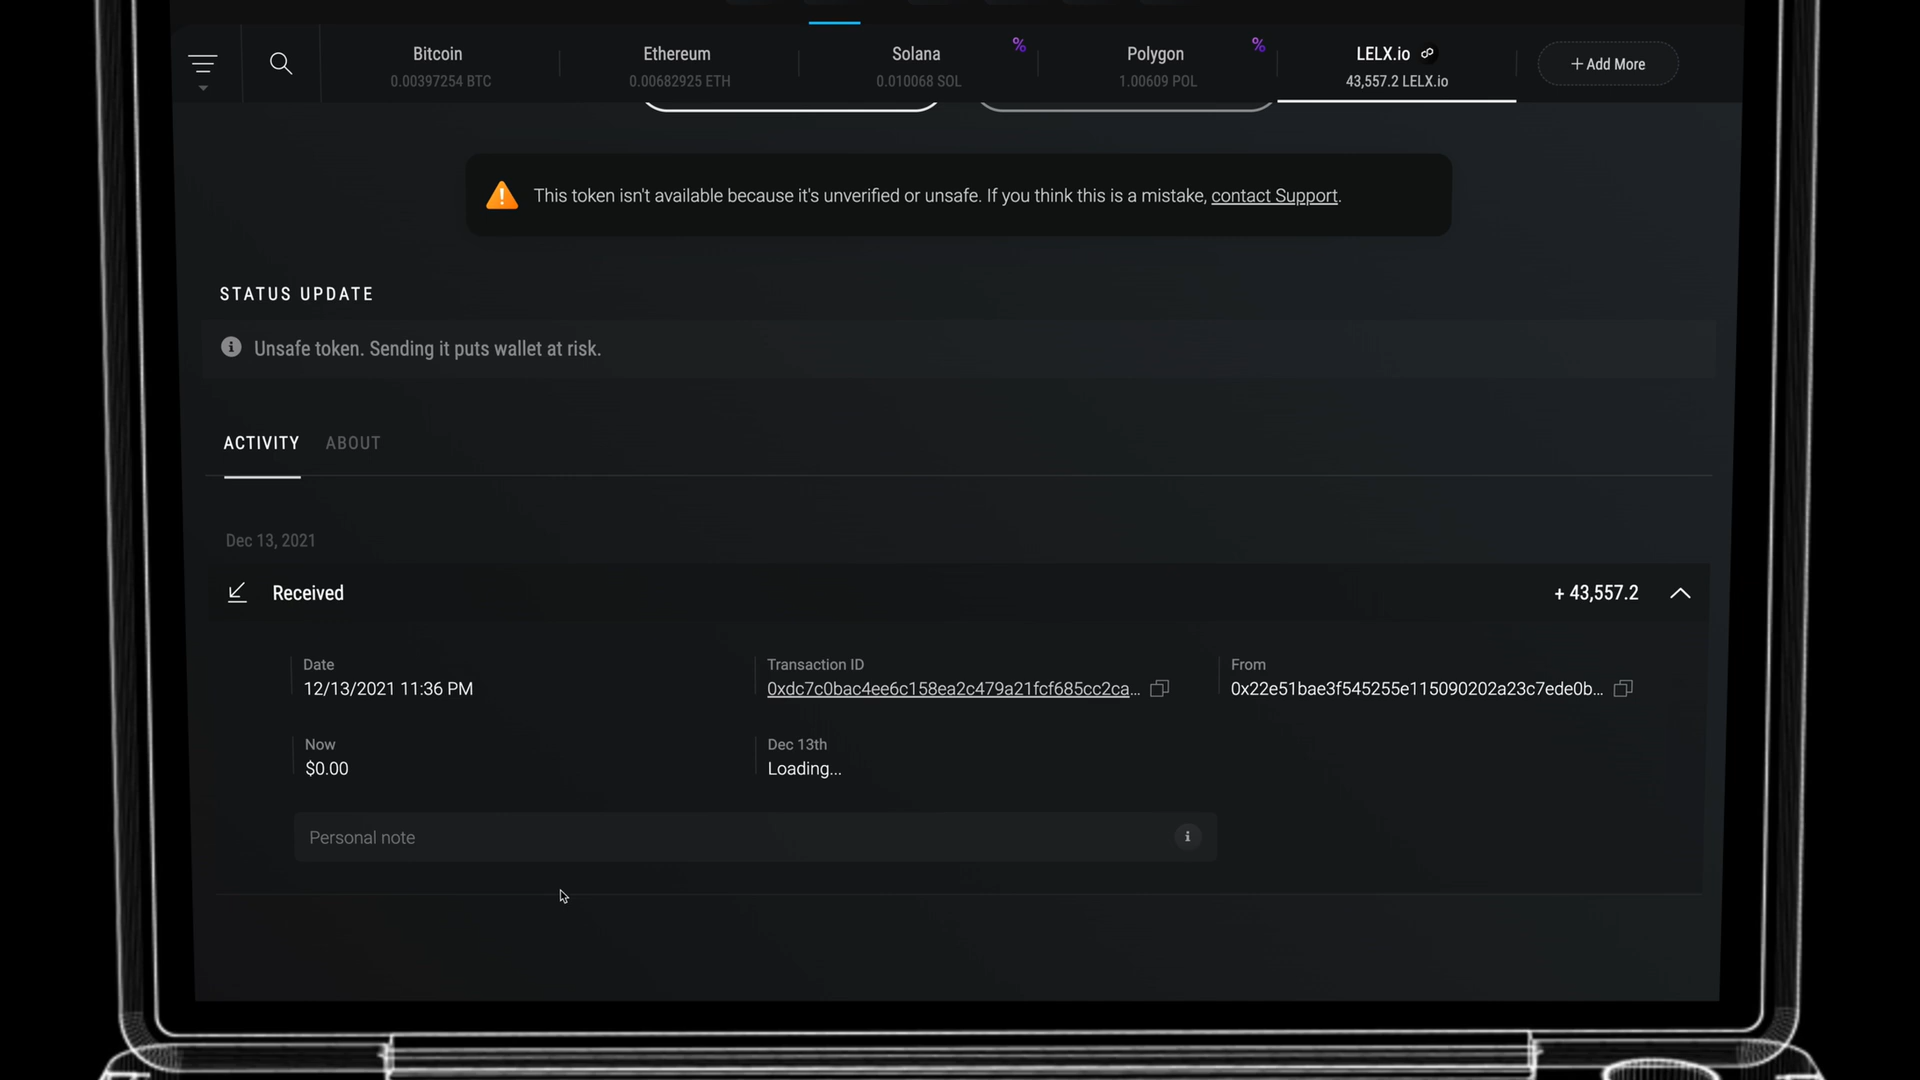 Bitcoin
0.00397254 BTC
Ethereum
0.00682925 ETH
Solana
0.010068 SOL
%
Polygon
1.00609 POL
%
LELX.io
43,557.2 LELX.io
+ Add More
This token isn't available because it's unverified or unsafe. If you think this is a mistake, contact Support.
STATUS UPDATE
Unsafe token. Sending it puts wallet at risk.
ACTIVITY
ABOUT
Dec 13, 2021
Received
+ 43,557.2
Date
12/13/2021 11:36 PM
Transaction ID
0xdc7c0bac4ee6c158ea2c479a21fcf685cc2ca...
From
0x22e51bae3f545255e115090202a23c7ede0b...
Now
$0.00
Dec 13th
Loading...
Personal note